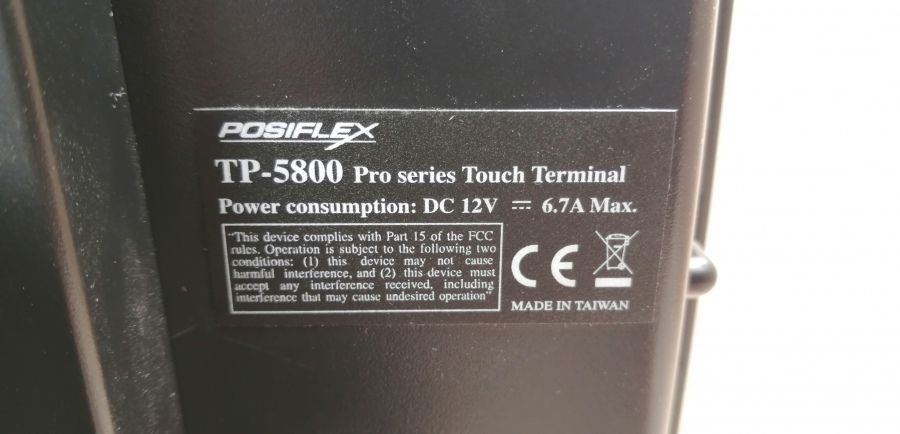 POSIFLEX
TP-5800 Pro series Touch Terminal
Power consumption: DC 12V ⎓ 6.7A Max.
"This device complies with Part 15 of the FCC
rules. Operation is subject to the following two
conditions: (1) this device may not cause
harmful interference, and (2) this device must
accept any interference received, including
interference that may cause undesired operation"
CE
MADE IN TAIWAN